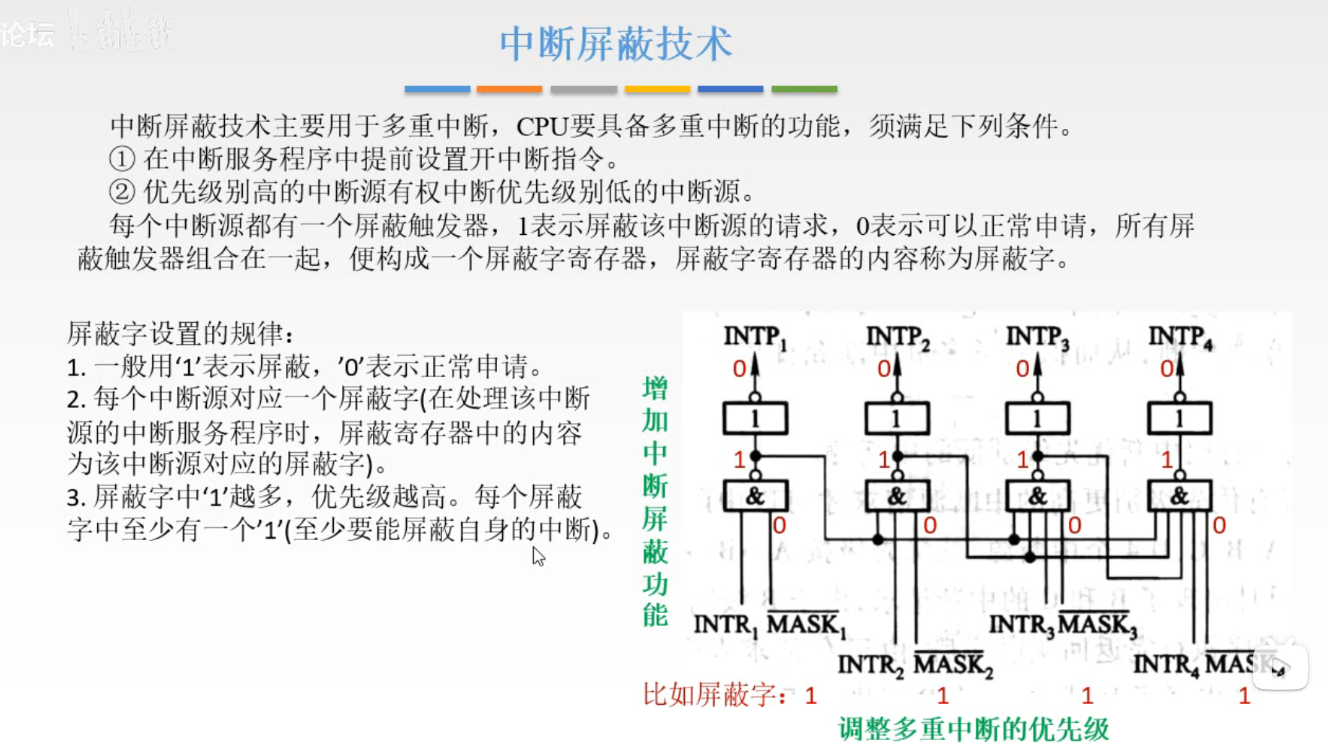 论坛
中断屏蔽技术
中断屏蔽技术主要用于多重中断，CPU要具备多重中断的功能，须满足下列条件。
① 在中断服务程序中提前设置开中断指令。
② 优先级别高的中断源有权中断优先级别低的中断源。
每个中断源都有一个屏蔽触发器，1表示屏蔽该中断源的请求，0表示可以正常申请，所有屏
蔽触发器组合在一起，便构成一个屏蔽字寄存器，屏蔽字寄存器的内容称为屏蔽字。
屏蔽字设置的规律：
1. 一般用‘1’表示屏蔽，’0’表示正常申请。
2. 每个中断源对应一个屏蔽字(在处理该中断
源的中断服务程序时，屏蔽寄存器中的内容
为该中断源对应的屏蔽字)。
3. 屏蔽字中‘1’越多，优先级越高。每个屏蔽
字中至少有一个’1’(至少要能屏蔽自身的中断)。
增加中断屏蔽功能
INTP₁ INTP₂ INTP₃ INTP₄
0 0 0 0
1 1 1 1
1 1 1 1
& & & &
0 0 0 0
INTR₁ MASK₁ INTR₃ MASK₃
INTR₂ MASK₂ INTR₄ MASK₄
比如屏蔽字：1 1 1 1
调整多重中断的优先级